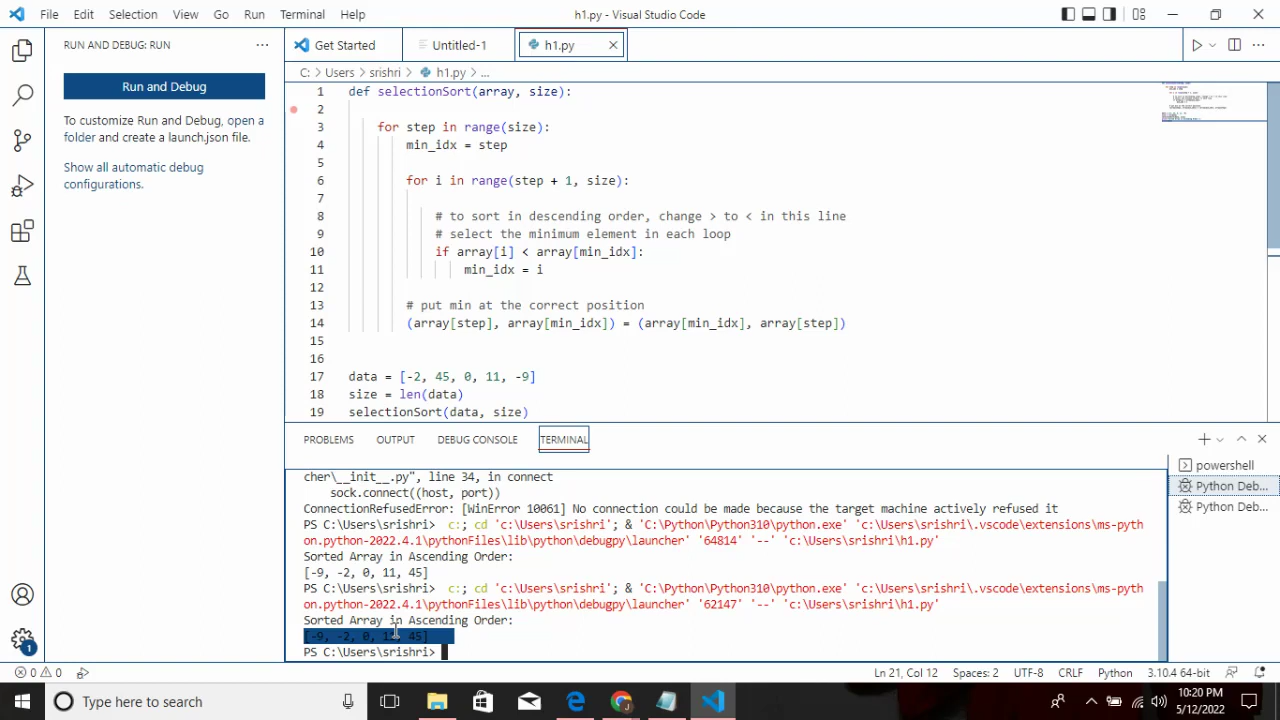 File Edit Selection View Go Run Terminal Help h1.py - Visual Studio Code
RUN AND DEBUG: RUN ...
Run and Debug
To customize Run and Debug, open a
folder and create a launch.json file.
Show all automatic debug
configurations.
Get Started Untitled-1 h1.py
C: > Users > srishri > h1.py > ...
1 def selectionSort(array, size):
2
3 for step in range(size):
4 min_idx = step
5
6 for i in range(step + 1, size):
7
8 # to sort in descending order, change > to < in this line
9 # select the minimum element in each loop
10 if array[i] < array[min_idx]:
11 min_idx = i
12
13 # put min at the correct position
14 (array[step], array[min_idx]) = (array[min_idx], array[step])
15
16
17 data = [-2, 45, 0, 11, -9]
18 size = len(data)
19 selectionSort(data, size)
PROBLEMS OUTPUT DEBUG CONSOLE TERMINAL
cher\__init__.py", line 34, in connect
sock.connect((host, port))
ConnectionRefusedError: [WinError 10061] No connection could be made because the target machine actively refused it
PS C:\Users\srishri> c:; cd 'c:\Users\srishri'; & 'C:\Python\Python310\python.exe' 'c:\Users\srishri\.vscode\extensions\ms-pyth
on.python-2022.4.1\pythonFiles\lib\python\debugpy\launcher' '64814' '--' 'c:\Users\srishri\h1.py'
Sorted Array in Ascending Order:
[-9, -2, 0, 11, 45]
PS C:\Users\srishri> c:; cd 'c:\Users\srishri'; & 'C:\Python\Python310\python.exe' 'c:\Users\srishri\.vscode\extensions\ms-pyth
on.python-2022.4.1\pythonFiles\lib\python\debugpy\launcher' '62147' '--' 'c:\Users\srishri\h1.py'
Sorted Array in Ascending Order:
[-9, -2, 0, 11, 45]
PS C:\Users\srishri>
powershell
Python Deb...
Python Deb...
1
0 0 Ln 21, Col 12 Spaces: 2 UTF-8 CRLF Python 3.10.4 64-bit
Type here to search
10:20 PM
5/12/2022